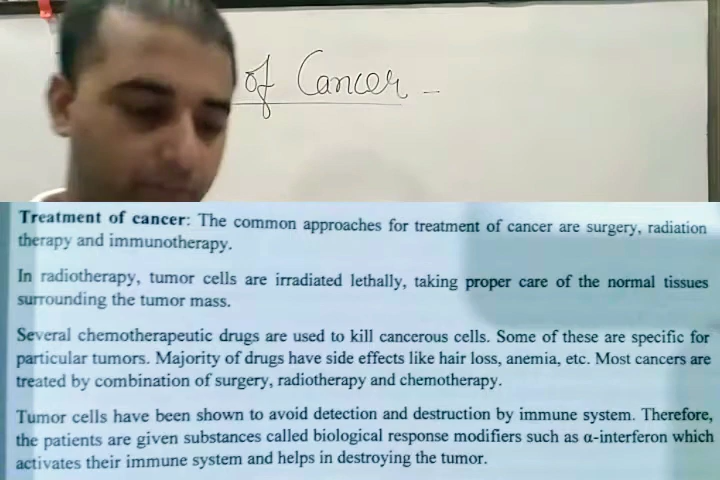 of Cancer -
Treatment of cancer: The common approaches for treatment of cancer are surgery, radiation
therapy and immunotherapy.
In radiotherapy, tumor cells are irradiated lethally, taking proper care of the normal tissues
surrounding the tumor mass.
Several chemotherapeutic drugs are used to kill cancerous cells. Some of these are specific for
particular tumors. Majority of drugs have side effects like hair loss, anemia, etc. Most cancers are
treated by combination of surgery, radiotherapy and chemotherapy.
Tumor cells have been shown to avoid detection and destruction by immune system. Therefore,
the patients are given substances called biological response modifiers such as α-interferon which
activates their immune system and helps in destroying the tumor.